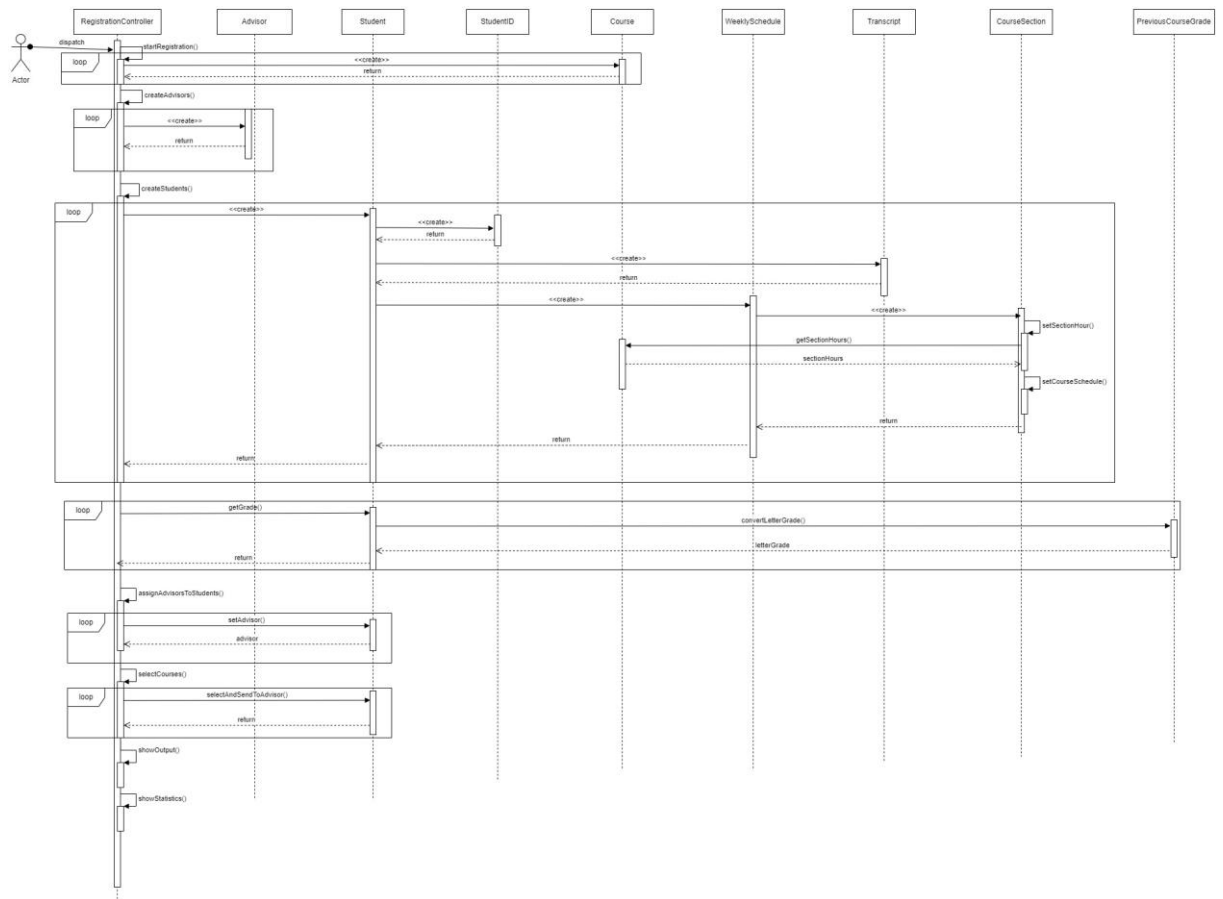 RegistrationController
Advisor
Student
StudentID
Course
WeeklySchedule
Transcript
CourseSection
PreviousCourseGrade
Actor
dispatch
startRegistration()
loop
<<create>>
return
createAdvisors()
loop
<<create>>
return
createStudents()
loop
<<create>>
<<create>>
return
<<create>>
return
<<create>>
<<create>>
setSectionHour()
getSectionHours()
sectionHours
setCourseSchedule()
return
return
return
loop
getGrade()
convertLetterGrade()
letterGrade
return
assignAdvisorsToStudents()
loop
setAdvisor()
advisor
selectCourses()
loop
selectAndSendToAdvisor()
return
showOutput()
showStatistics()